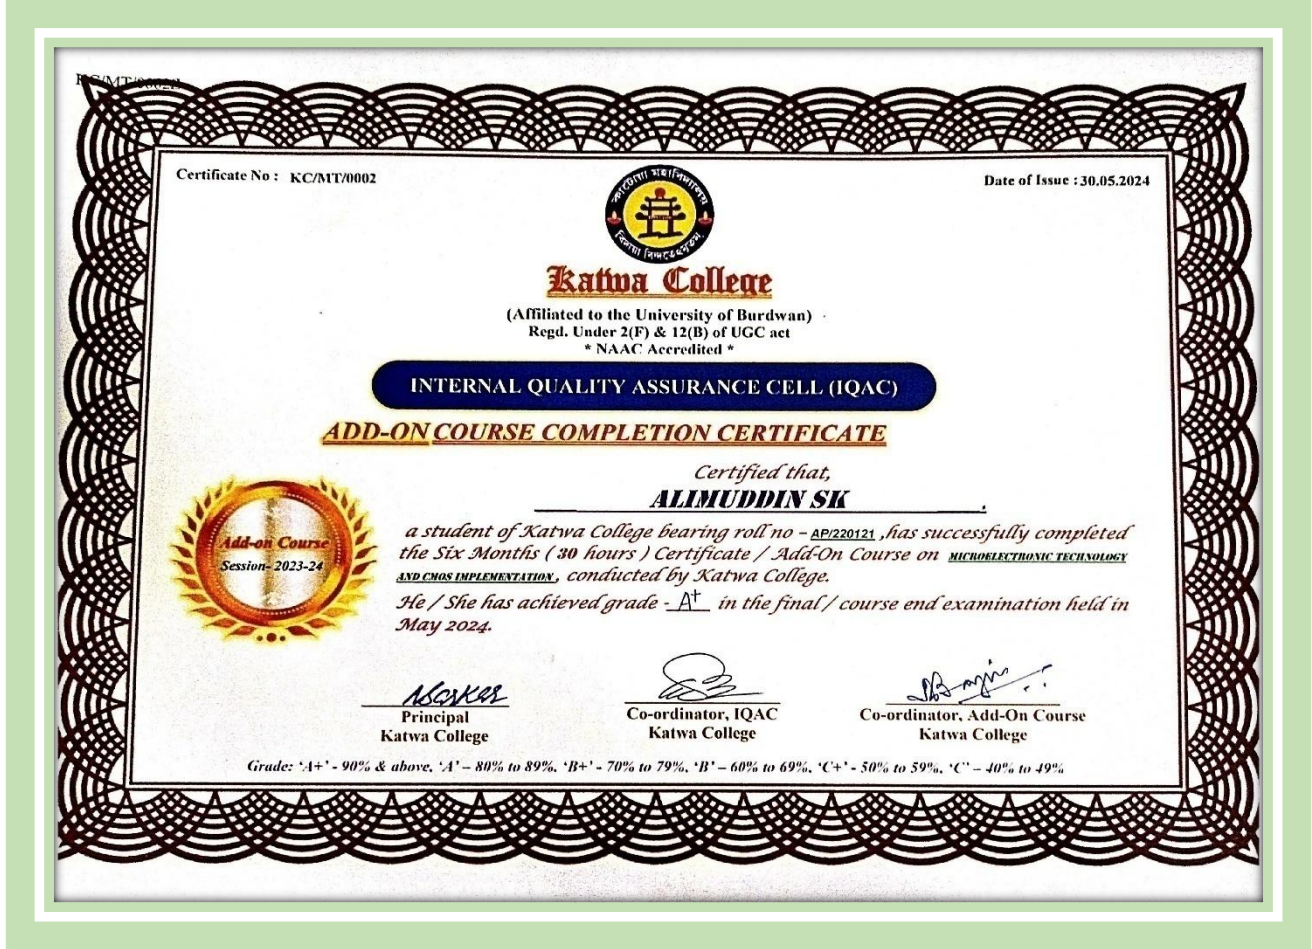 Certificate No : KC/MT/0002
Date of Issue : 30.05.2024
Katwa College
(Affiliated to the University of Burdwan)
Regd. Under 2(F) & 12(B) of UGC act
* NAAC Accredited *
INTERNAL QUALITY ASSURANCE CELL (IQAC)
ADD-ON COURSE COMPLETION CERTIFICATE
Certified that,
ALIMUDDIN SK
Add-on Course
Session- 2023-24
a student of Katwa College bearing roll no - AP/220121 ,has successfully completed
the Six Months ( 30 hours ) Certificate / Add-On Course on MICROELECTRONIC TECHNOLOGY
AND CMOS IMPLEMENTATION, conducted by Katwa College.
He / She has achieved grade - A+ in the final / course end examination held in
May 2024.
Principal
Katwa College
Co-ordinator, IQAC
Katwa College
Co-ordinator, Add-On Course
Katwa College
Grade: 'A+' - 90% & above, 'A' – 80% to 89%, 'B+' - 70% to 79%, 'B' – 60% to 69%, 'C+' - 50% to 59%, 'C' – 40% to 49%